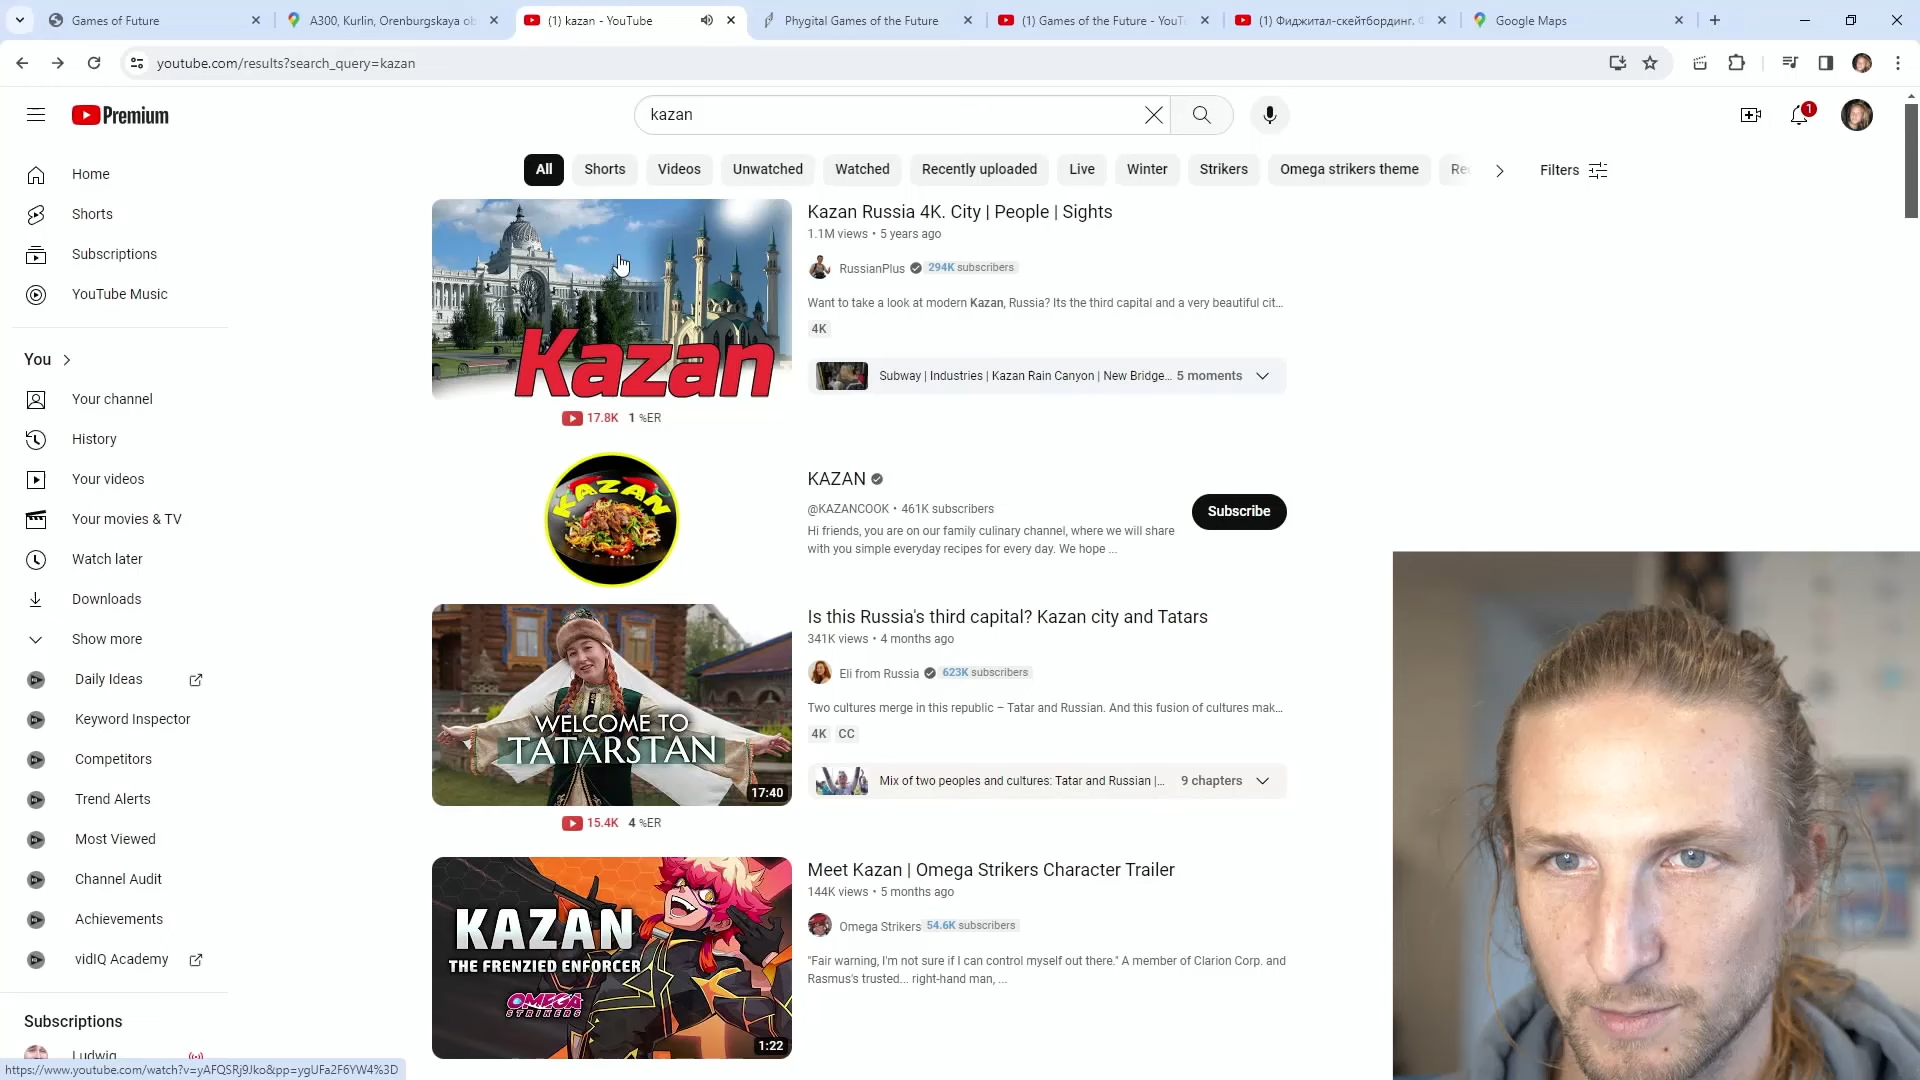 Games of Future
A300, Kurlin, Orenburgskaya ob
(1) kazan - YouTube
Phygital Games of the Future
(1) Games of the Future - YouTu
(1) Фиджитал-скейтбординг. Ф
Google Maps
youtube.com/results?search_query=kazan
Premium
kazan
1
Home
Shorts
Subscriptions
YouTube Music
You
Your channel
History
Your videos
Your movies & TV
Watch later
Downloads
Show more
Daily Ideas
Keyword Inspector
Competitors
Trend Alerts
Most Viewed
Channel Audit
Achievements
vidIQ Academy
Subscriptions
Ludwig
https://www.youtube.com/watch?v=yAFQSRj9Jko&pp=ygUFa2F6YW4%3D
All
Shorts
Videos
Unwatched
Watched
Recently uploaded
Live
Winter
Strikers
Omega strikers theme
Filters
Kazan
17.8K 1 %ER
Kazan Russia 4K. City | People | Sights
1.1M views • 5 years ago
RussianPlus 294K subscribers
Want to take a look at modern Kazan, Russia? Its the third capital and a very beautiful cit...
4K
Subway | Industries | Kazan Rain Canyon | New Bridge... 5 moments
KAZAN
KAZAN
@KAZANCOOK • 461K subscribers
Hi friends, you are on our family culinary channel, where we will share
with you simple everyday recipes for every day. We hope ...
Subscribe
WELCOME TO
TATARSTAN
17:40
15.4K 4 %ER
Is this Russia's third capital? Kazan city and Tatars
341K views • 4 months ago
Eli from Russia 623K subscribers
Two cultures merge in this republic – Tatar and Russian. And this fusion of cultures mak...
4K CC
Mix of two peoples and cultures: Tatar and Russian |... 9 chapters
KAZAN
THE FRENZIED ENFORCER
OMEGA
STRIKERS
1:22
Meet Kazan | Omega Strikers Character Trailer
144K views • 5 months ago
Omega Strikers 54.6K subscribers
"Fair warning, I'm not sure if I can control myself out there." A member of Clarion Corp. and
Rasmus's trusted... right-hand man, ...